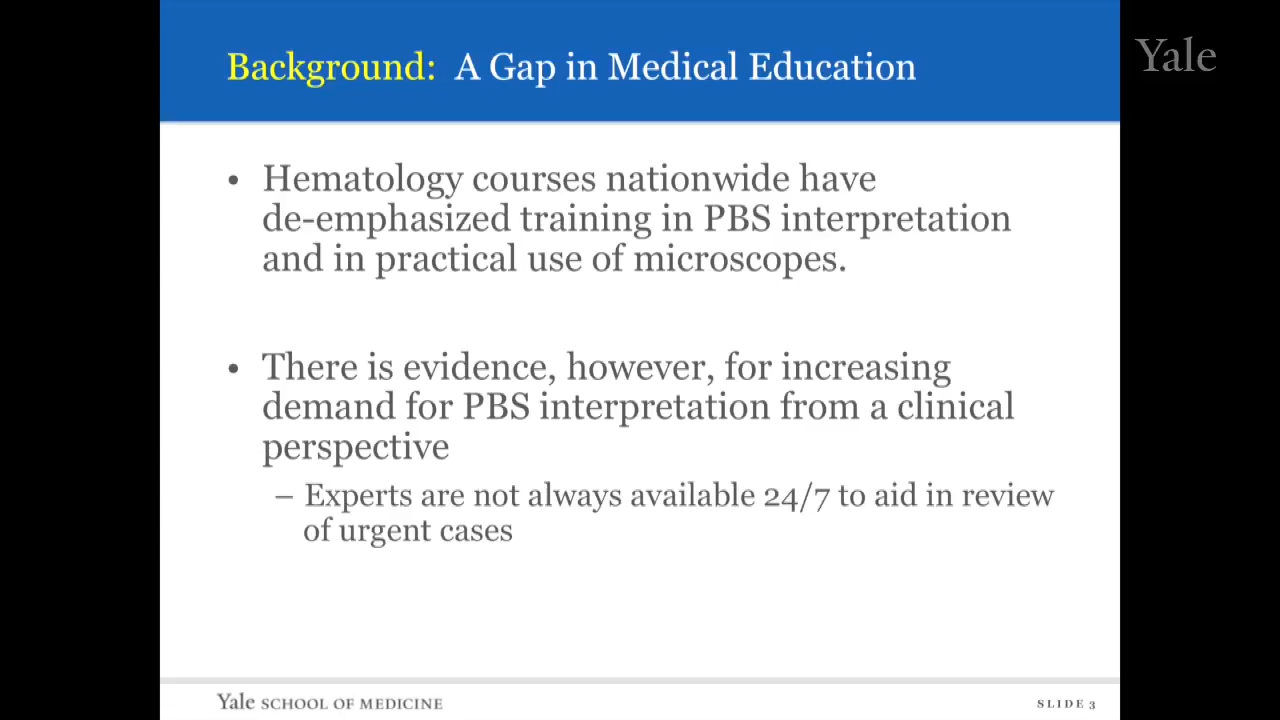 Background: A Gap in Medical Education
Yale
• Hematology courses nationwide have
de-emphasized training in PBS interpretation
and in practical use of microscopes.
• There is evidence, however, for increasing
demand for PBS interpretation from a clinical
perspective
– Experts are not always available 24/7 to aid in review
of urgent cases
Yale SCHOOL OF MEDICINE
SLIDE 3